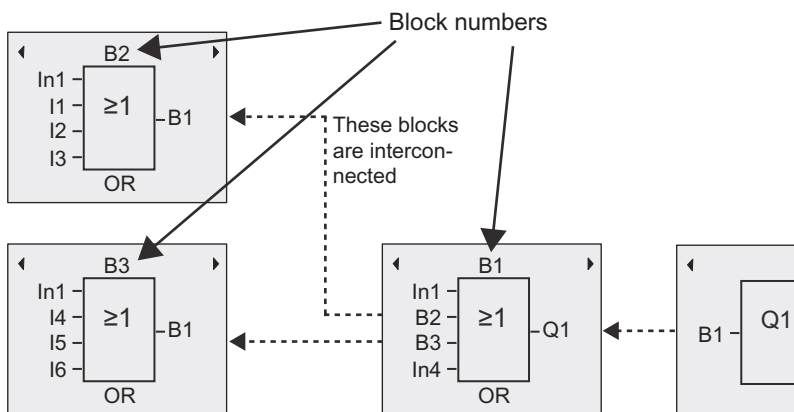 Block numbers
B2
In1
I1
I2
I3
≥1
B1
OR
These blocks
are intercon-
nected
B3
In1
I4
I5
I6
≥1
B1
OR
B1
In1
B2
B3
In4
≥1
Q1
OR
B1
Q1